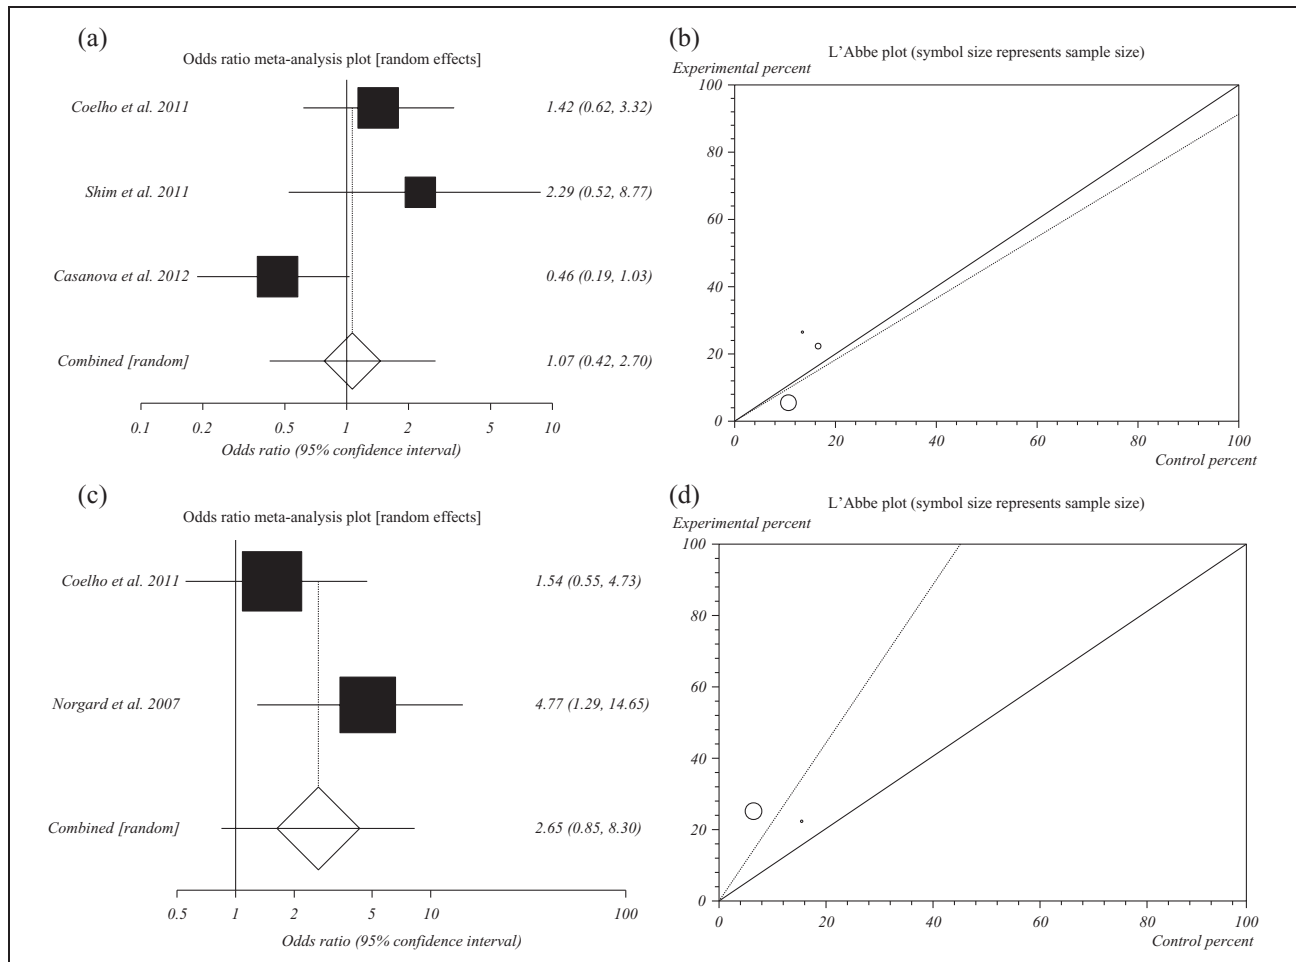 (a)
Odds ratio meta-analysis plot [random effects]
Coelho et al. 2011
1.42 (0.62, 3.32)
Shim et al. 2011
2.29 (0.52, 8.77)
Casanova et al. 2012
0.46 (0.19, 1.03)
Combined [random]
1.07 (0.42, 2.70)
0.1 0.2 0.5 1 2 5 10
Odds ratio (95% confidence interval)
(b)
L'Abbe plot (symbol size represents sample size)
Experimental percent
100
80
60
40
20
0
0 20 40 60 80 100
Control percent
(c)
Odds ratio meta-analysis plot [random effects]
Coelho et al. 2011
1.54 (0.55, 4.73)
Norgard et al. 2007
4.77 (1.29, 14.65)
Combined [random]
2.65 (0.85, 8.30)
0.5 1 2 5 10 100
Odds ratio (95% confidence interval)
(d)
L'Abbe plot (symbol size represents sample size)
Experimental percent
100
80
60
40
20
0
0 20 40 60 80 100
Control percent